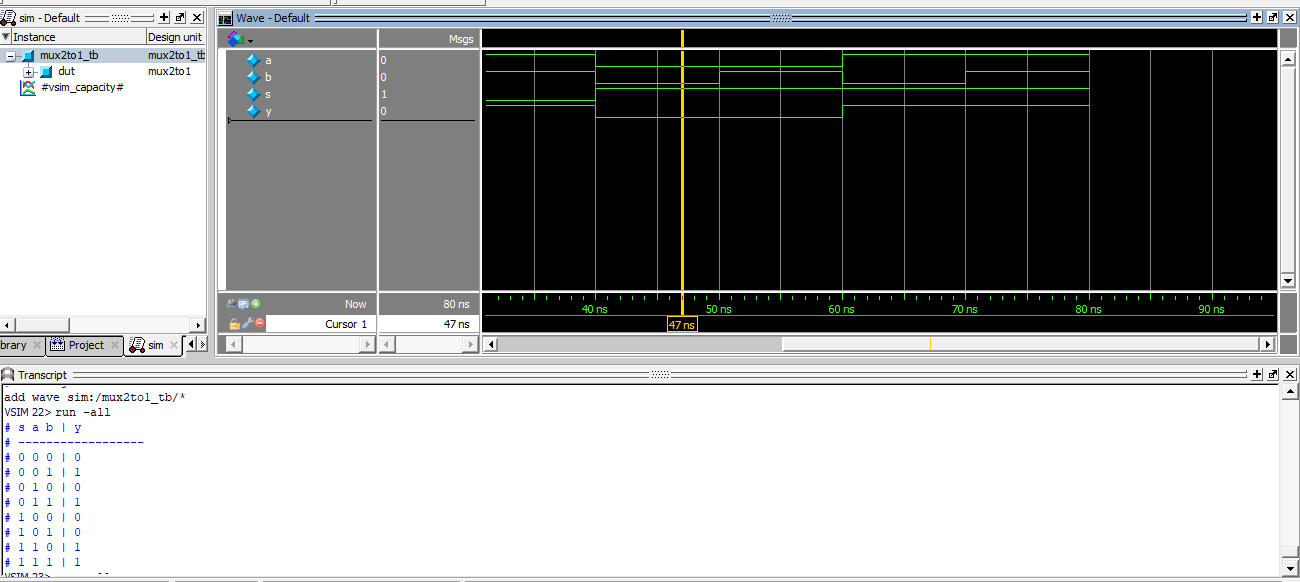 sim - Default
Instance Design unit
mux2to1_tb mux2to1_tb
dut mux2to1
#vsim_capacity#
brary Project sim
Wave - Default
Msgs
a 0
b 0
s 1
y 0
Now 80 ns
Cursor 1 47 ns
40 ns 50 ns 60 ns 70 ns 80 ns 90 ns
47 ns
Transcript
add wave sim:/mux2to1_tb/*
VSIM 22> run -all
# s a b | y
# ------------------
# 0 0 0 | 0
# 0 0 1 | 1
# 0 1 0 | 0
# 0 1 1 | 1
# 1 0 0 | 0
# 1 0 1 | 0
# 1 1 0 | 1
# 1 1 1 | 1
VSIM 23>